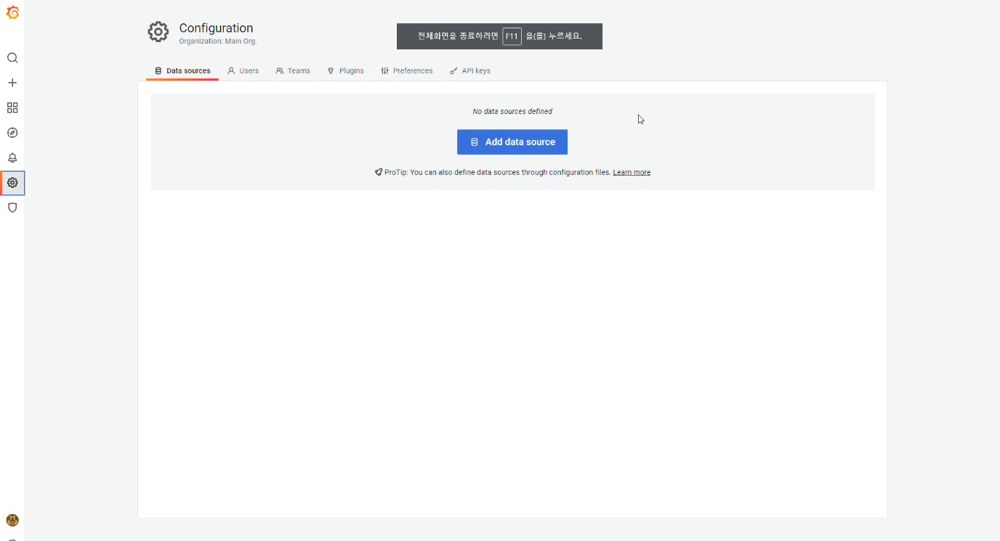 Configuration
Organization: Main Org.
전체화면을 종료하려면 F11 을(를) 누르세요.
Data sources
Users
Teams
Plugins
Preferences
API keys
No data sources defined
Add data source
ProTip: You can also define data sources through configuration files. Learn more